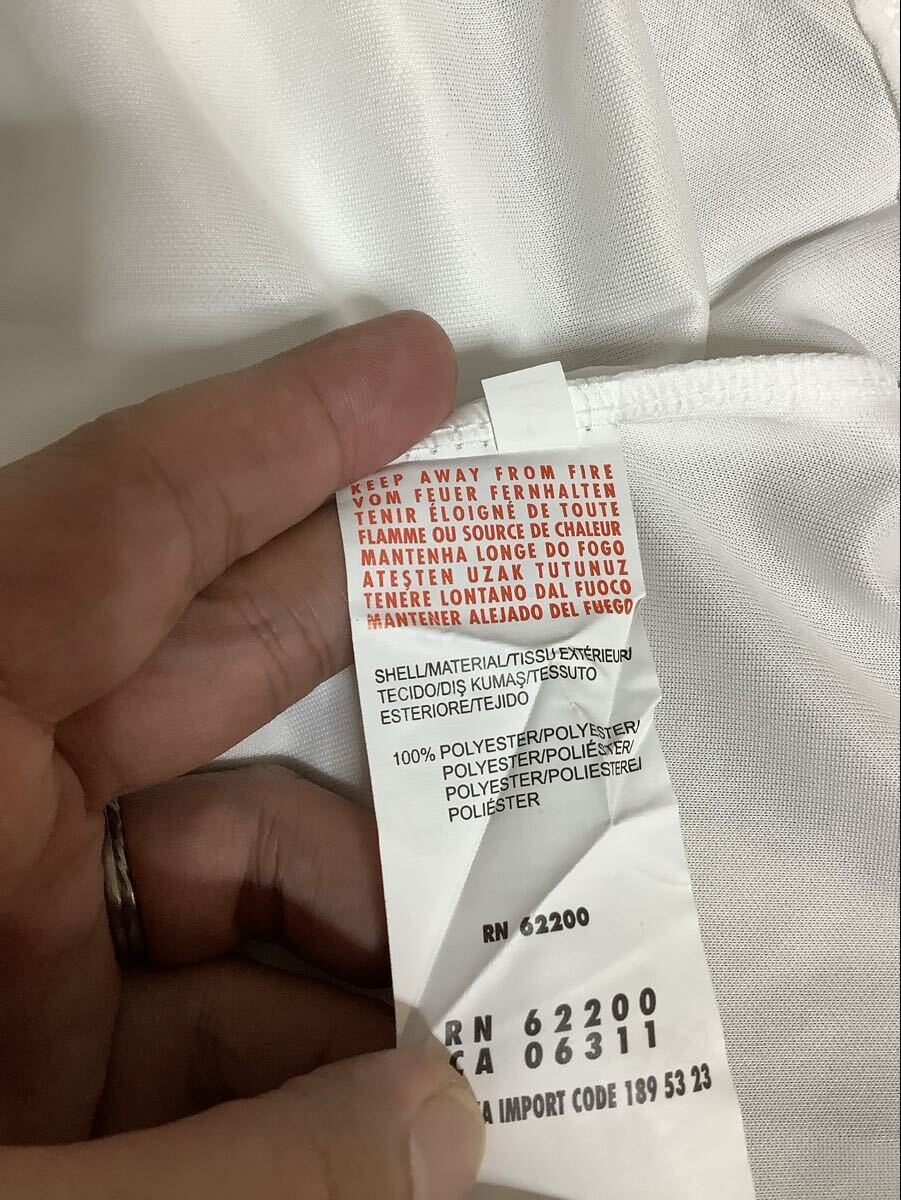 KEEP AWAY FROM FIRE
VOM FEUER FERNHALTEN
TENIR ÉLOIGNÉ DE TOUTE
FLAMME OU SOURCE DE CHALEUR
MANTENHA LONGE DO FOGO
ATEŞTEN UZAK TUTUNUZ
TENERE LONTANO DAL FUOCO
MANTENER ALEJADO DEL FUEGO
SHELL/MATERIAL/TISSU EXTÉRIEUR/
TECIDO/DIŞ KUMAŞ/TESSUTO
ESTERIORE/TEJIDO
100% POLYESTER/POLYESTER/
POLYESTER/POLIÉSTER/
POLYESTER/POLIESTERE/
POLIÉSTER
RN 62200
RN 62200
CA 06311
IMPORT CODE 189 53 23